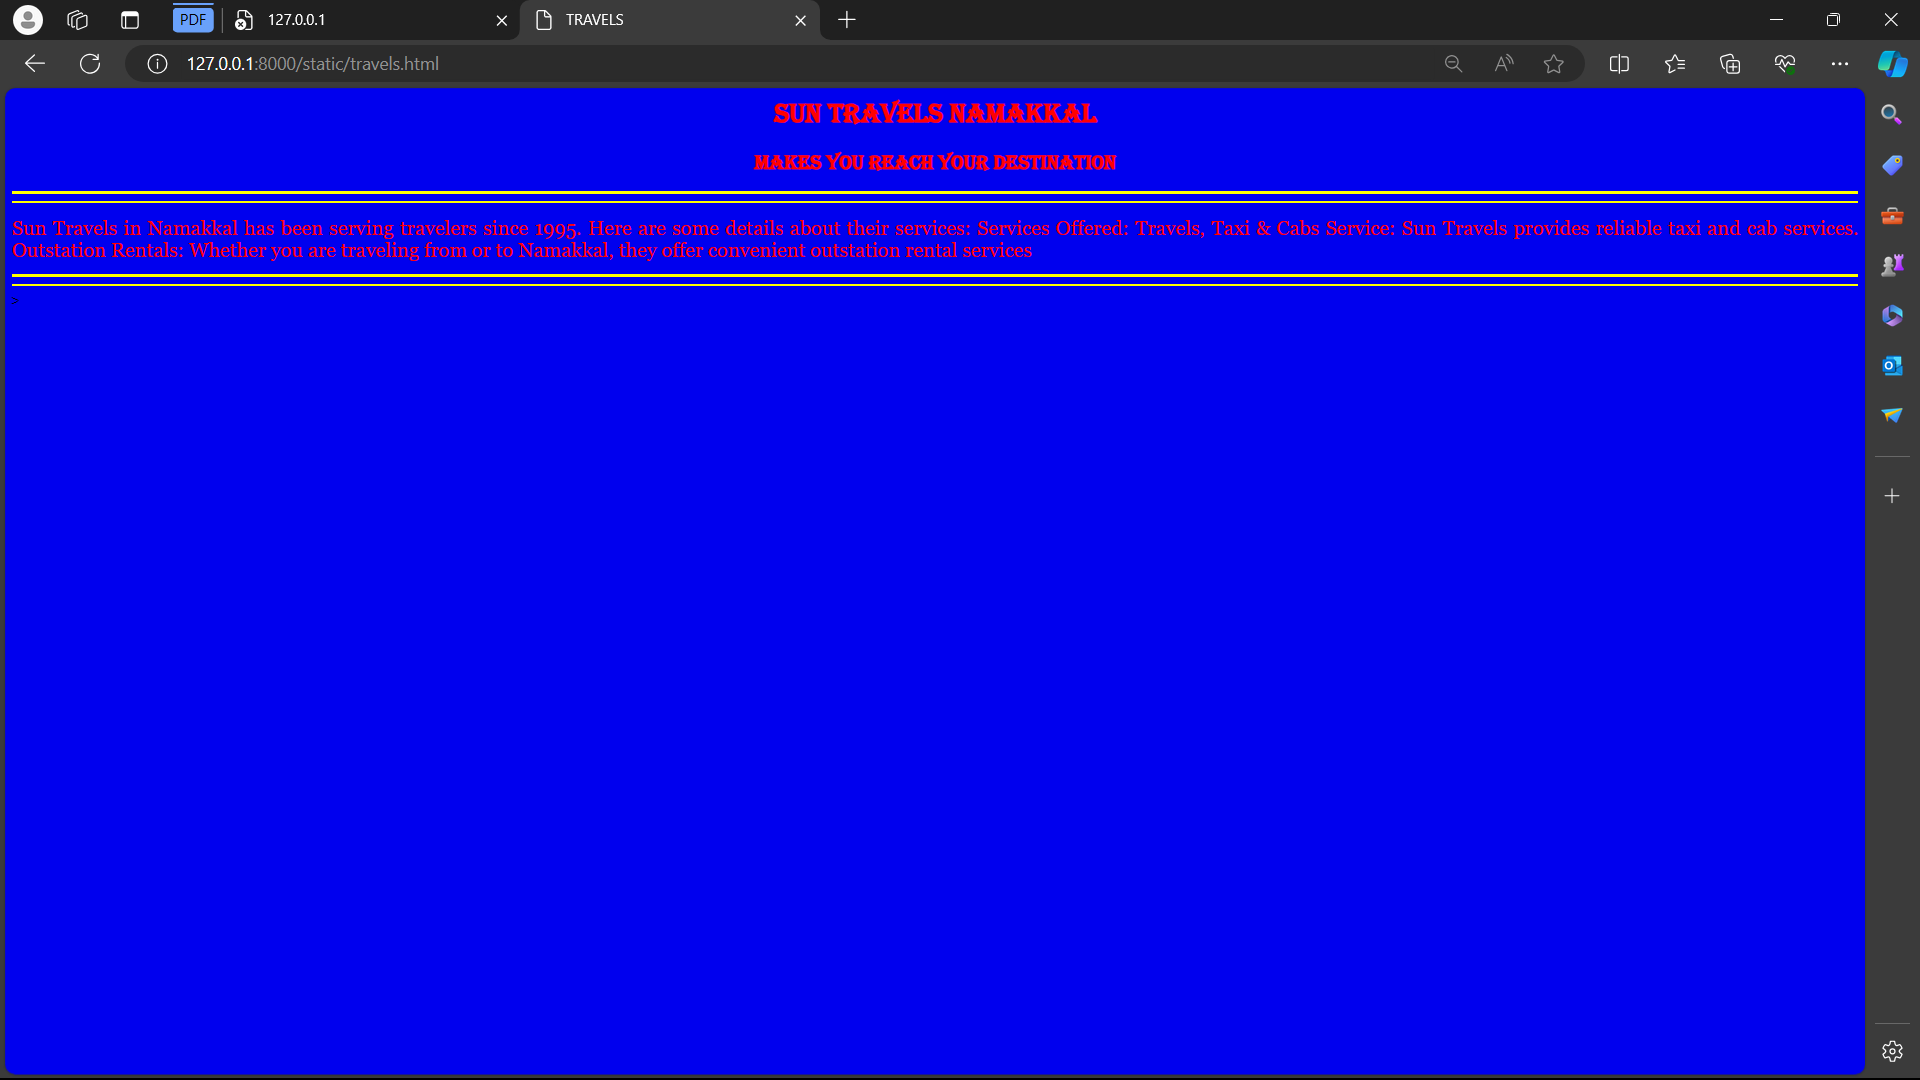 PDF
127.0.0.1
TRAVELS
127.0.0.1:8000/static/travels.html
SUN TRAVELS NAMAKKAL
MAKES YOU REACH YOUR DESTINATION
Sun Travels in Namakkal has been serving travelers since 1995. Here are some details about their services: Services Offered: Travels, Taxi & Cabs Service: Sun Travels provides reliable taxi and cab services.
Outstation Rentals: Whether you are traveling from or to Namakkal, they offer convenient outstation rental services
>